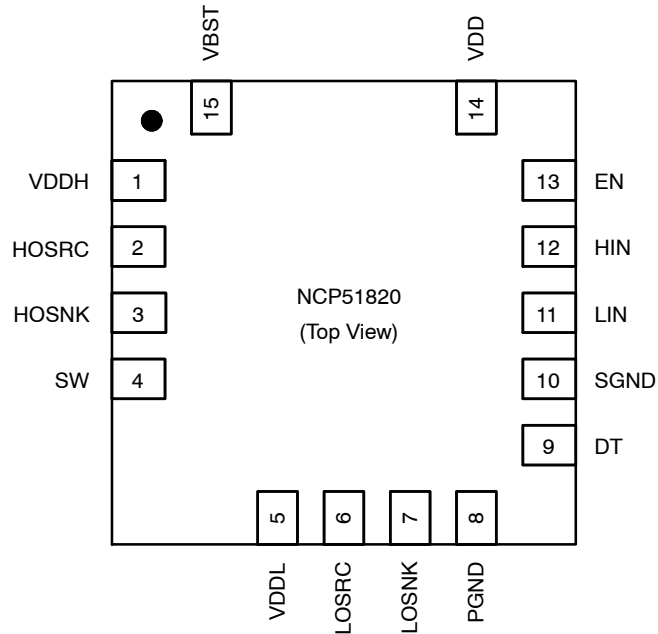 VBST
VDD
15
14
VDDH 1
13 EN
HOSRC 2
12 HIN
HOSNK 3
11 LIN
SW 4
10 SGND
9 DT
NCP51820
(Top View)
5
6
7
8
VDDL
LOSRC
LOSNK
PGND